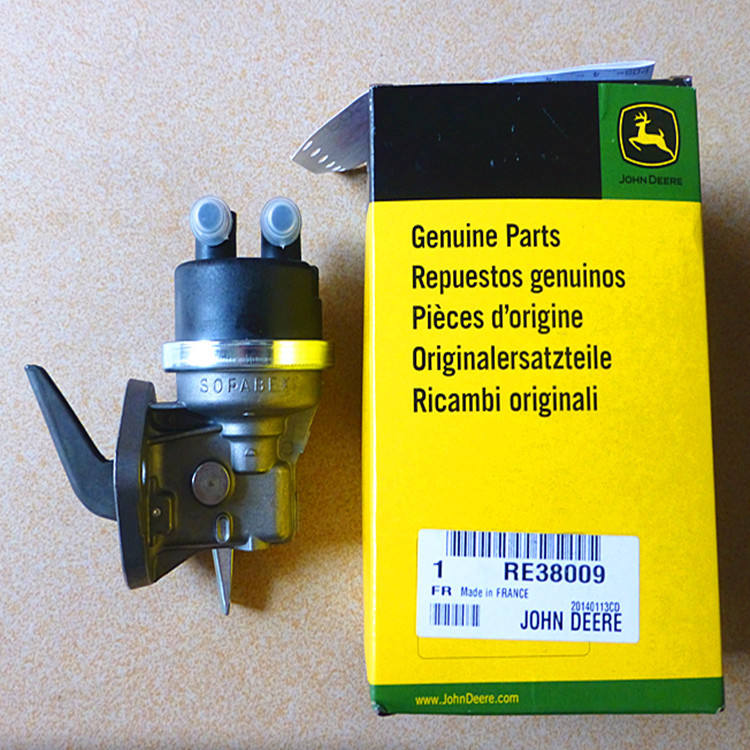 JOHN DEERE
Genuine Parts
Repuestos genuinos
Pièces d'origine
Originalersatzteile
Ricambi originali
SOFABEX
1 RE38009
FR Made in FRANCE
20140113CD
JOHN DEERE
www.JohnDeere.com